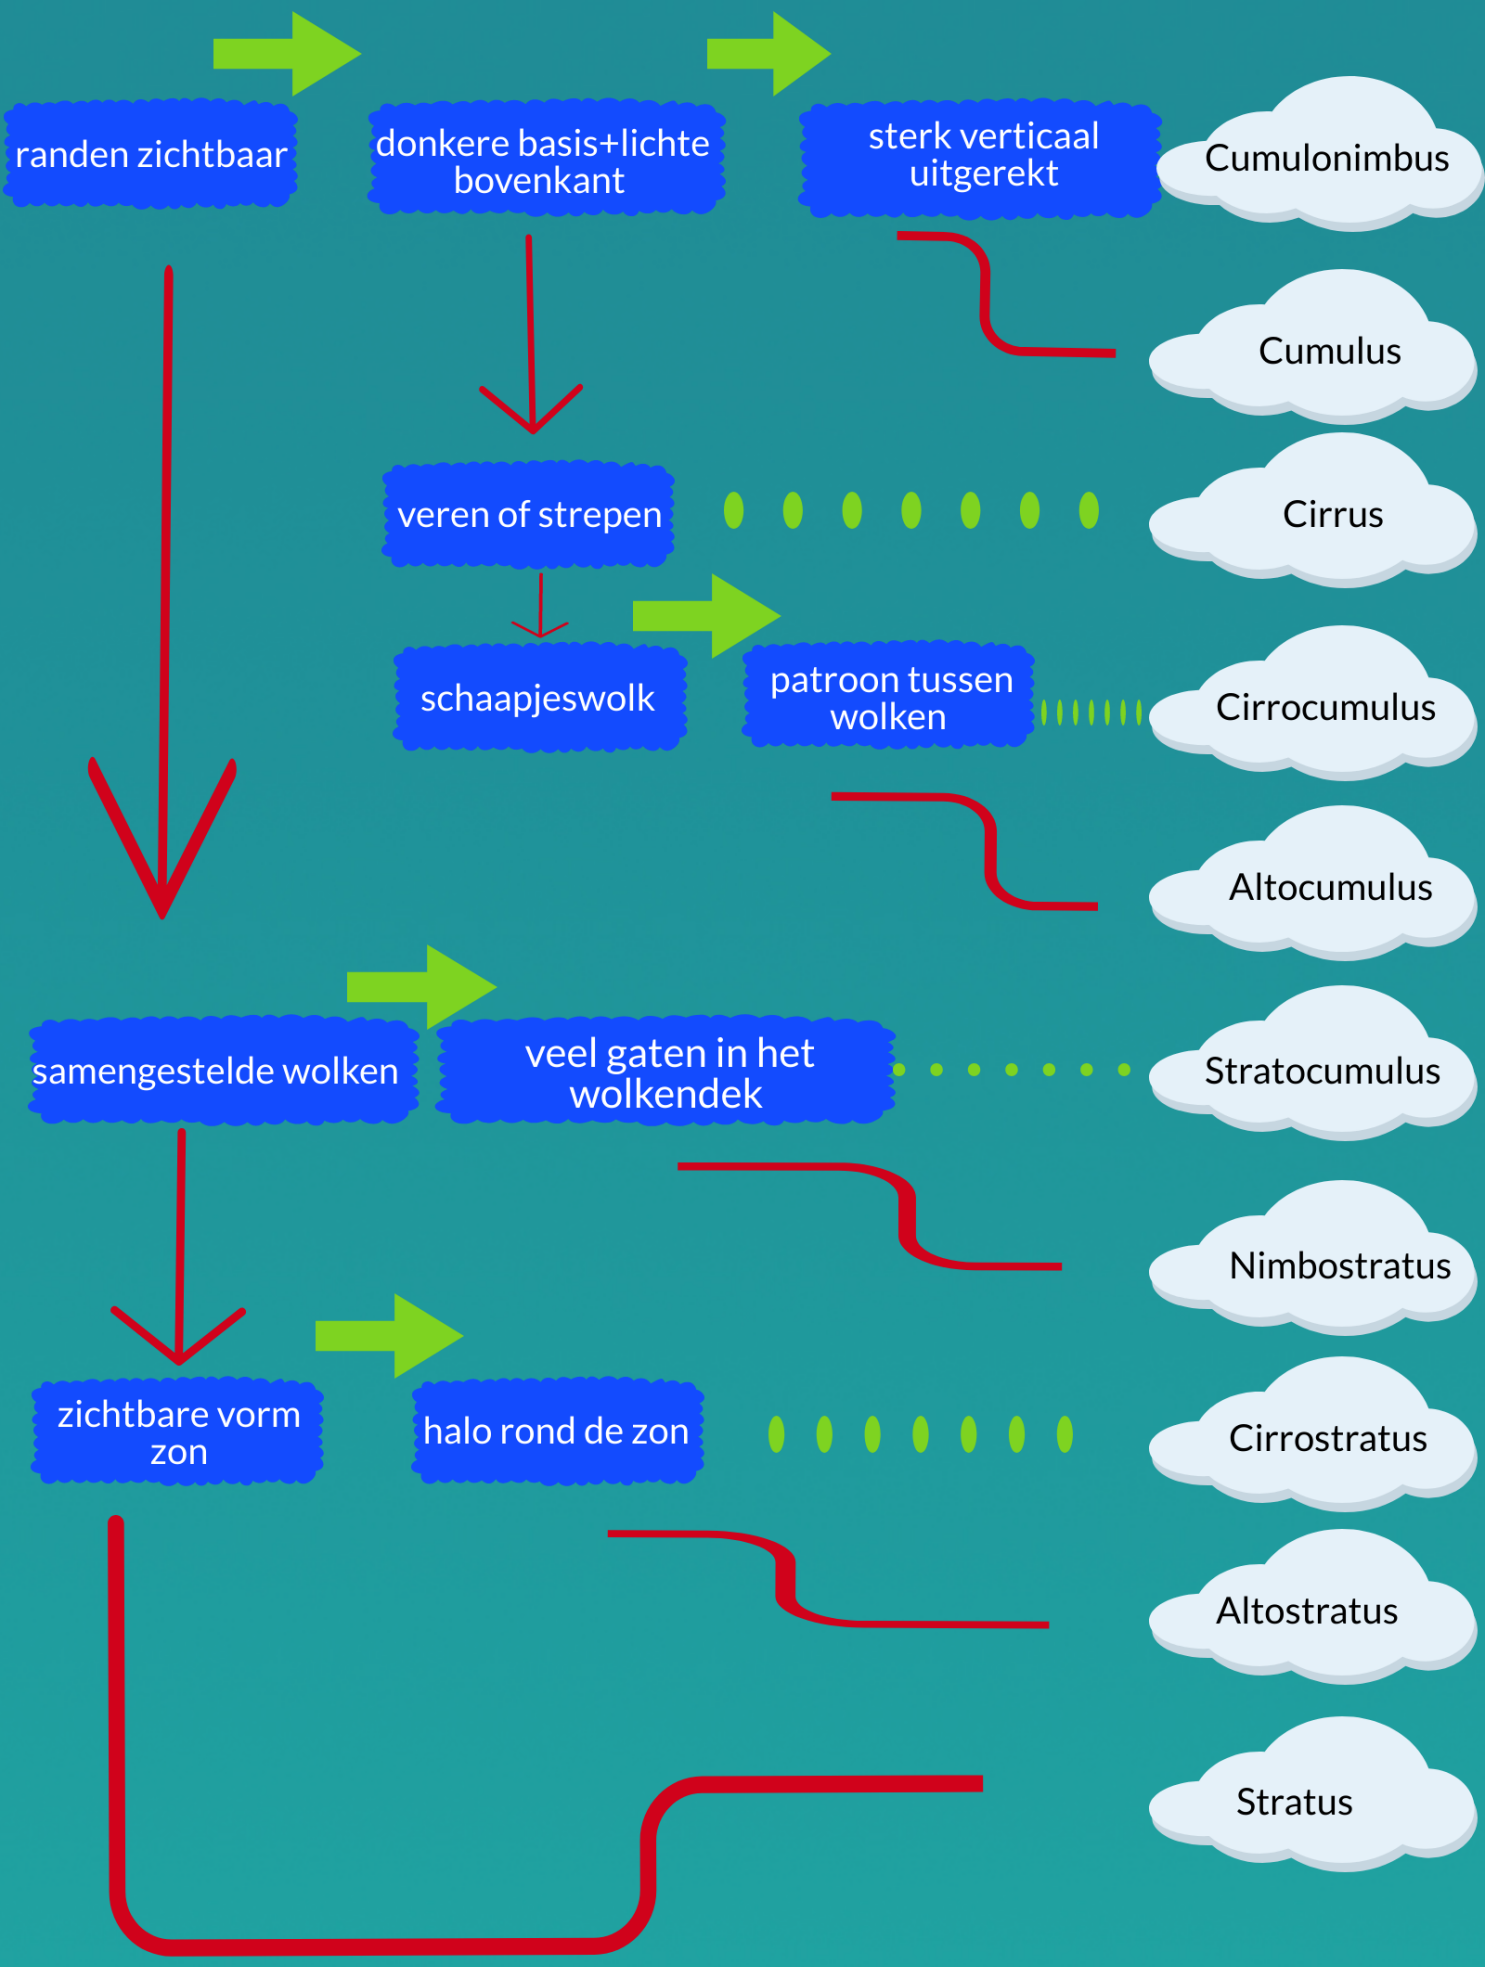 randen zichtbaar
donkere basis+lichte
bovenkant
sterk verticaal
uitgerekt
Cumulonimbus
Cumulus
veren of strepen
Cirrus
schaapjeswolk
patroon tussen
wolken
Cirrocumulus
Altocumulus
samengestelde wolken
veel gaten in het
wolkendek
Stratocumulus
Nimbostratus
zichtbare vorm
zon
halo rond de zon
Cirrostratus
Altostratus
Stratus